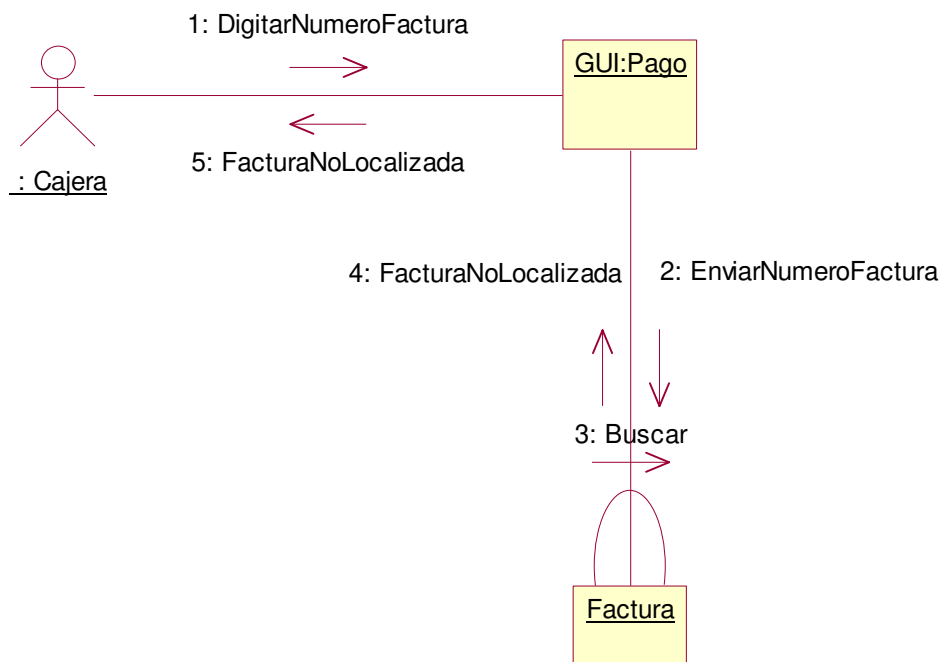 1: DigitarNumeroFactura
GUI:Pago
5: FacturaNoLocalizada
: Cajera
4: FacturaNoLocalizada
2: EnviarNumeroFactura
3: Buscar
Factura